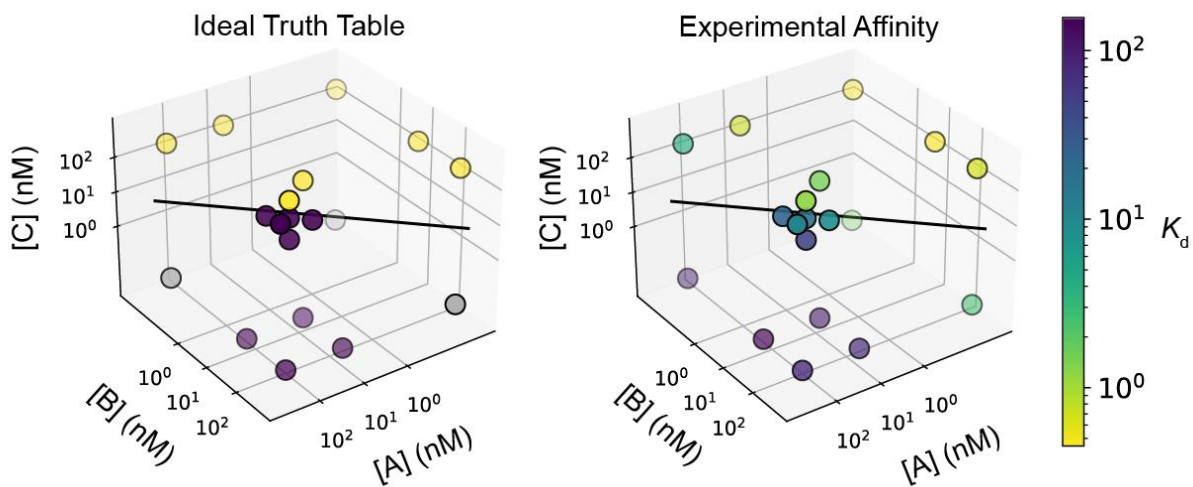 Ideal Truth Table
Experimental Affinity
[C] (nM)
10²
10¹
10⁰
[B] (nM)
10⁰
10¹
10²
[A] (nM)
10²
10¹
10⁰
[C] (nM)
10²
10¹
10⁰
[B] (nM)
10⁰
10¹
10²
[A] (nM)
10²
10¹
10⁰
10²
10¹
10⁰
K_d